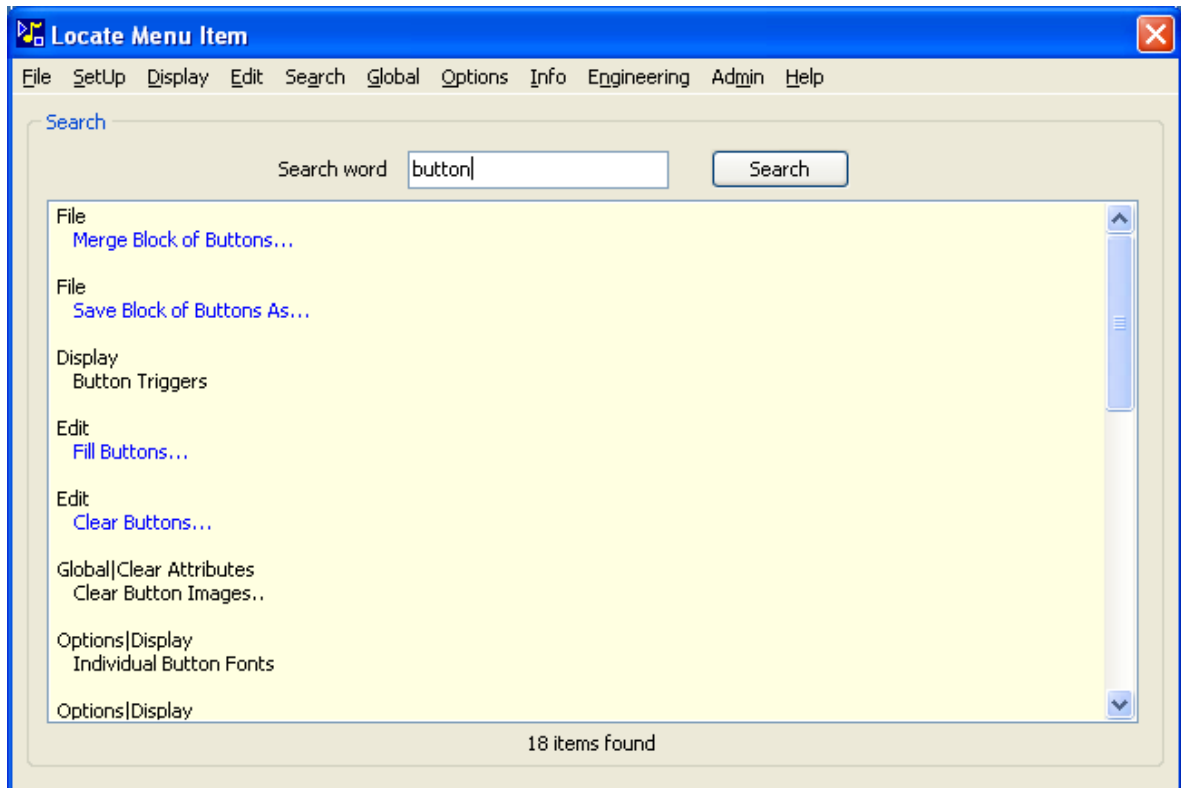 Locate Menu Item
File SetUp Display Edit Search Global Options Info Engineering Admin Help
Search
Search word button Search
File
Merge Block of Buttons...
File
Save Block of Buttons As...
Display
Button Triggers
Edit
Fill Buttons...
Edit
Clear Buttons...
Global|Clear Attributes
Clear Button Images..
Options|Display
Individual Button Fonts
Options|Display
18 items found